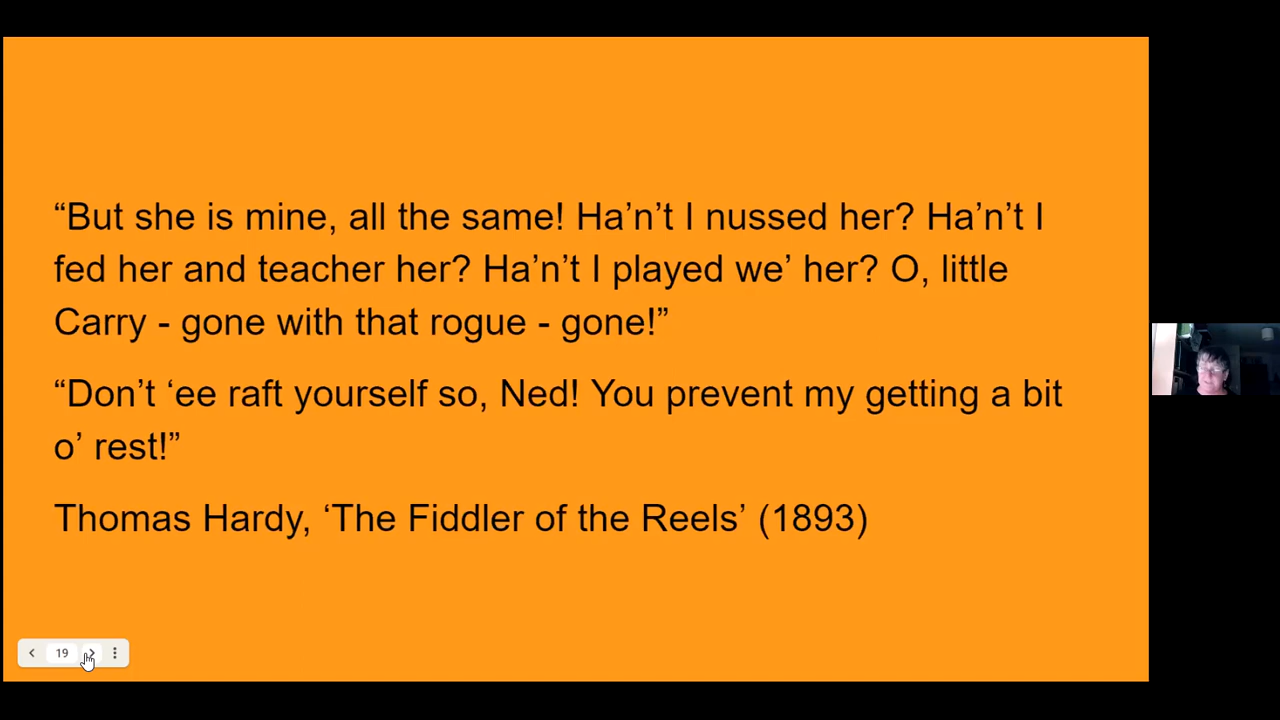 “But she is mine, all the same! Ha’n’t I nussed her? Ha’n’t I
fed her and teacher her? Ha’n’t I played we’ her? O, little
Carry - gone with that rogue - gone!”
“Don’t ‘ee raft yourself so, Ned! You prevent my getting a bit
o’ rest!”
Thomas Hardy, ‘The Fiddler of the Reels’ (1893)
19